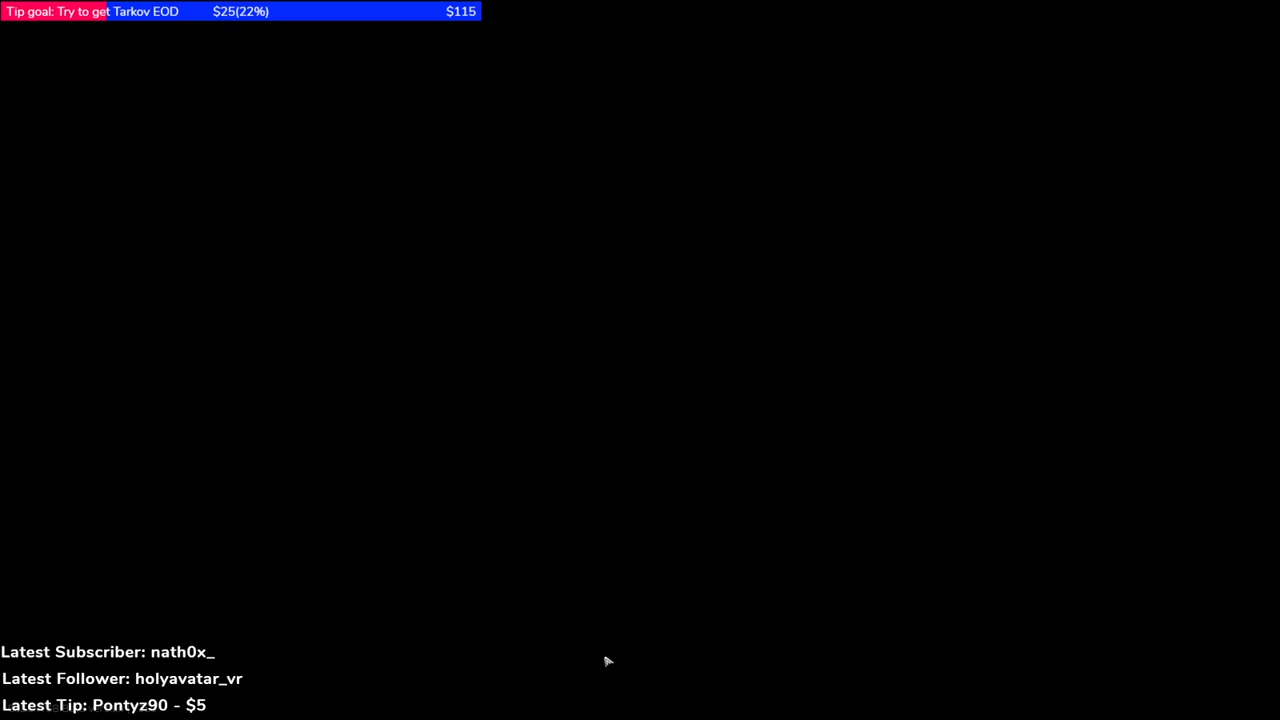 Tip goal: Try to get Tarkov EOD $25(22%) $115
Latest Subscriber: nath0x_
Latest Follower: holyavatar_vr
Latest Tip: Pontyz90 - $5